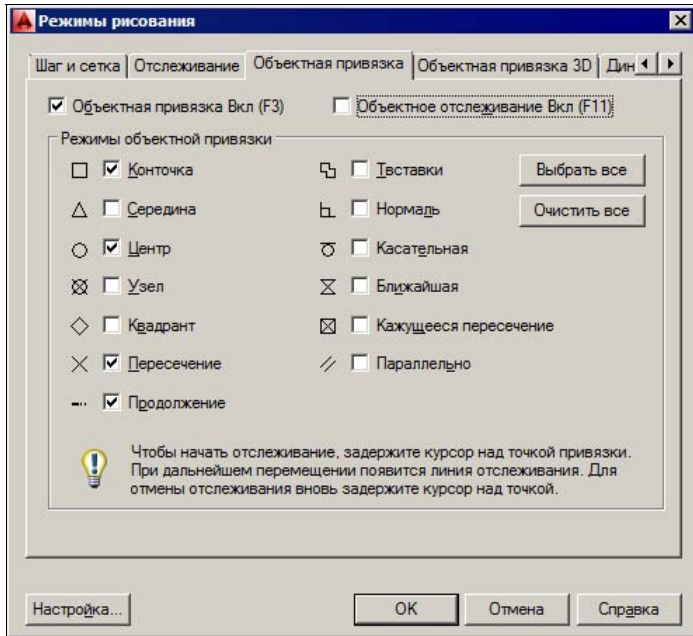 Режимы рисования
Шаг и сетка Отслеживание Объектная привязка Объектная привязка 3D Дин
Объектная привязка Вкл (F3) Объектное отслеживание Вкл (F11)
Режимы объектной привязки
Конточка Твставки Выбрать все
Середина Нормаль Очистить все
Центр Касательная
Узел Ближайшая
Квадрант Кажущееся пересечение
Пересечение Параллельно
Продолжение
Чтобы начать отслеживание, задержите курсор над точкой привязки.
При дальнейшем перемещении появится линия отслеживания. Для
отмены отслеживания вновь задержите курсор над точкой.
Настройка... ОК Отмена Справка